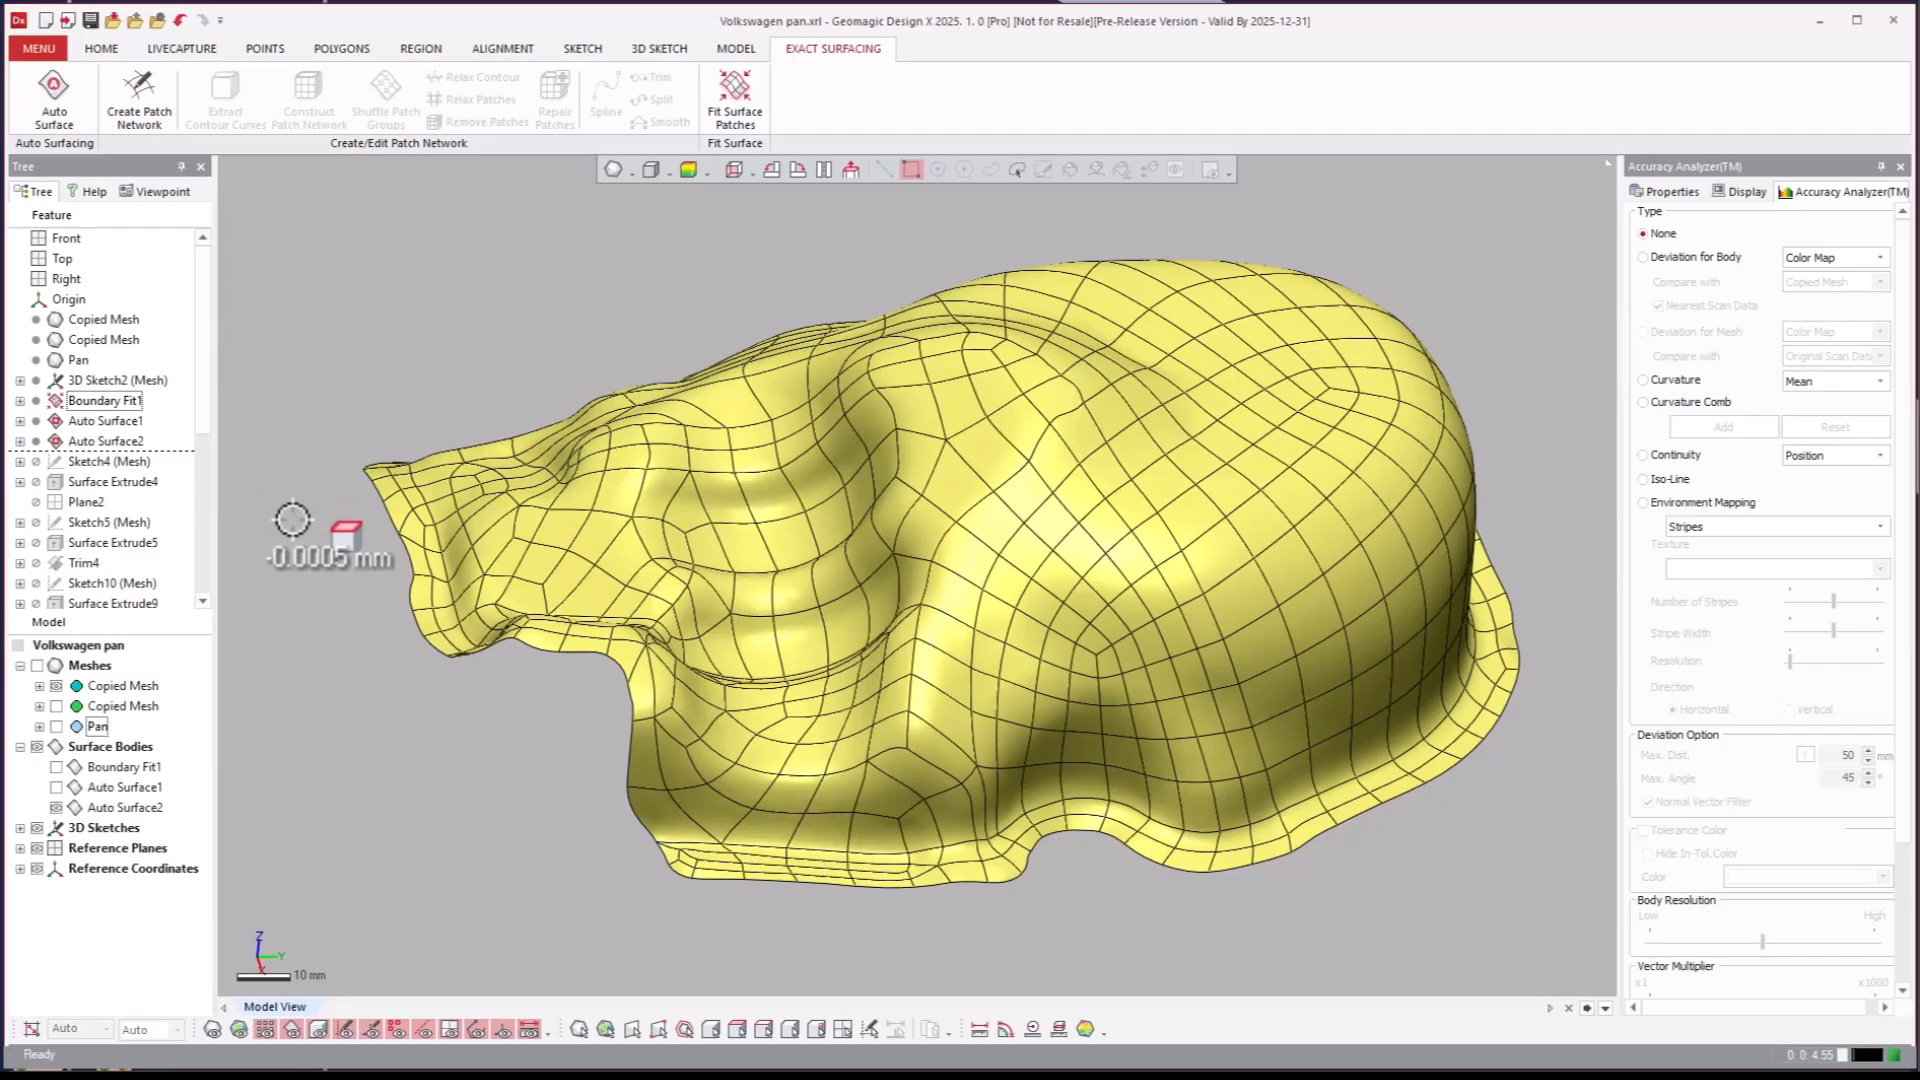 Dx
Volkswagen pan.xrl - Geomagic Design X 2025. 1. 0 [Pro] [Not for Resale][Pre-Release Version - Valid By 2025-12-31]
MENU HOME LIVECAPTURE POINTS POLYGONS REGION ALIGNMENT SKETCH 3D SKETCH MODEL EXACT SURFACING
Auto Surface
Create Patch Network
Extract Contour Curves
Construct Patch Network
Shuffle Patch Groups
Relax Contour
Relax Patches
Remove Patches
Repair Patches
Spline
Trim
Split
Smooth
Fit Surface Patches
Auto Surfacing Create/Edit Patch Network Fit Surface
Tree
Tree Help Viewpoint
Feature
Front
Top
Right
Origin
Copied Mesh
Copied Mesh
Pan
3D Sketch2 (Mesh)
Boundary Fit1
Auto Surface1
Auto Surface2
Sketch4 (Mesh)
Surface Extrude4
Plane2
Sketch5 (Mesh)
Surface Extrude5
Trim4
Sketch10 (Mesh)
Surface Extrude9
Model
Volkswagen pan
Meshes
Copied Mesh
Copied Mesh
Pan
Surface Bodies
Boundary Fit1
Auto Surface1
Auto Surface2
3D Sketches
Reference Planes
Reference Coordinates
-0.0005 mm
Z
Y
X
10 mm
Model View
Accuracy Analyzer(TM)
Properties Display Accuracy Analyzer(TM)
Type
None
Deviation for Body Color Map
Compare with Copied Mesh
Nearest Scan Data
Deviation for Mesh Color Map
Compare with Original Scan Data
Curvature Mean
Curvature Comb
Add Reset
Continuity Position
Iso-Line
Environment Mapping
Stripes
Texture
Number of Stripes
Stripe Width
Resolution
Direction
Horizontal Vertical
Deviation Option
Max. Dist. 50 mm
Max. Angle 45 °
Normal Vector Filter
Tolerance Color
Hide In-Tol.Color
Color
Body Resolution
Low High
Vector Multiplier
x1 x1000
Auto Auto
Ready
0: 0: 4.55